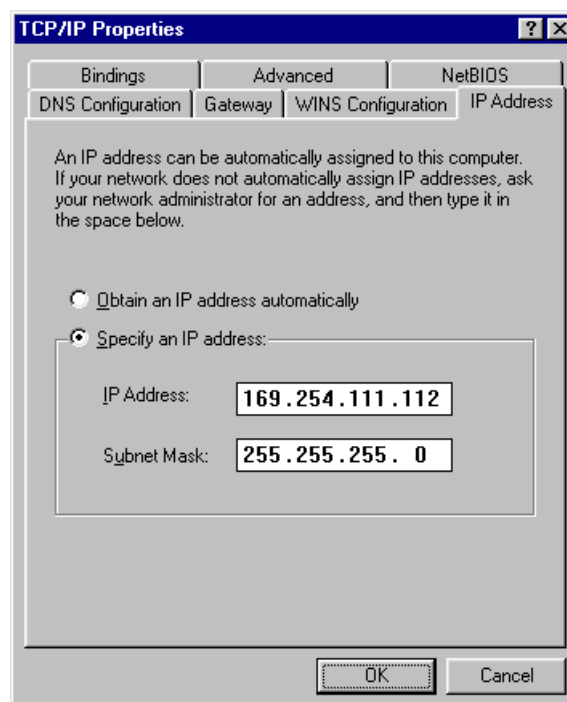 TCP/IP Properties
Bindings Advanced NetBIOS
DNS Configuration Gateway WINS Configuration IP Address
An IP address can be automatically assigned to this computer.
If your network does not automatically assign IP addresses, ask
your network administrator for an address, and then type it in
the space below.
Obtain an IP address automatically
Specify an IP address:
IP Address: 169.254.111.112
Subnet Mask: 255.255.255. 0
OK Cancel